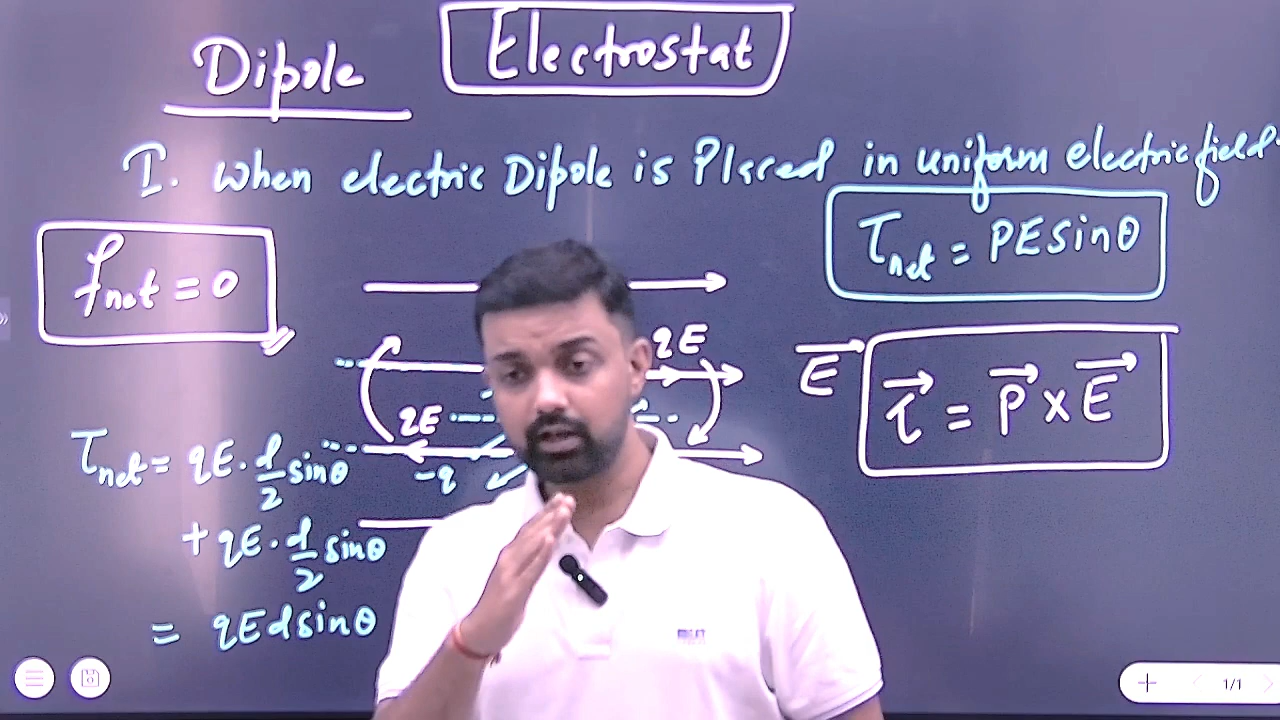 Dipole
Electrostat
I. When electric Dipole is Placed in uniform electric field.
fnet = 0
τnet = PE sinθ
qE
E⃗
τ⃗ = P⃗ × E⃗
qE
-q
τnet = qE · d/2 sinθ
+ qE · d/2 sinθ
= qEd sinθ
1/1